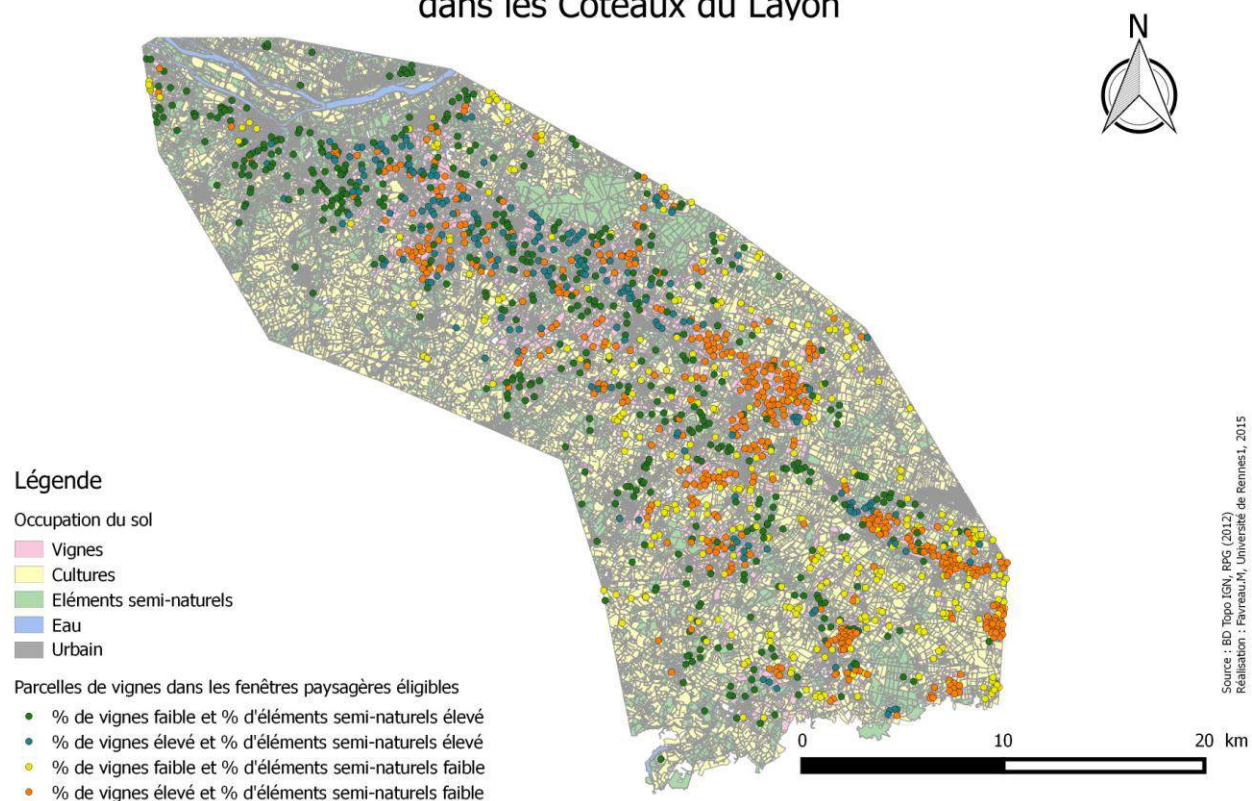 dans les Coteaux du Layon
N
Légende
Occupation du sol
Vignes
Cultures
Eléments semi-naturels
Eau
Urbain
Parcelles de vignes dans les fenêtres paysagères éligibles
% de vignes faible et % d'éléments semi-naturels élevé
% de vignes élevé et % d'éléments semi-naturels élevé
% de vignes faible et % d'éléments semi-naturels faible
% de vignes élevé et % d'éléments semi-naturels faible
0 10 20 km
Source : BD Topo IGN, RPG (2012)
Réalisation : Favreau.M, Université de Rennes1, 2015